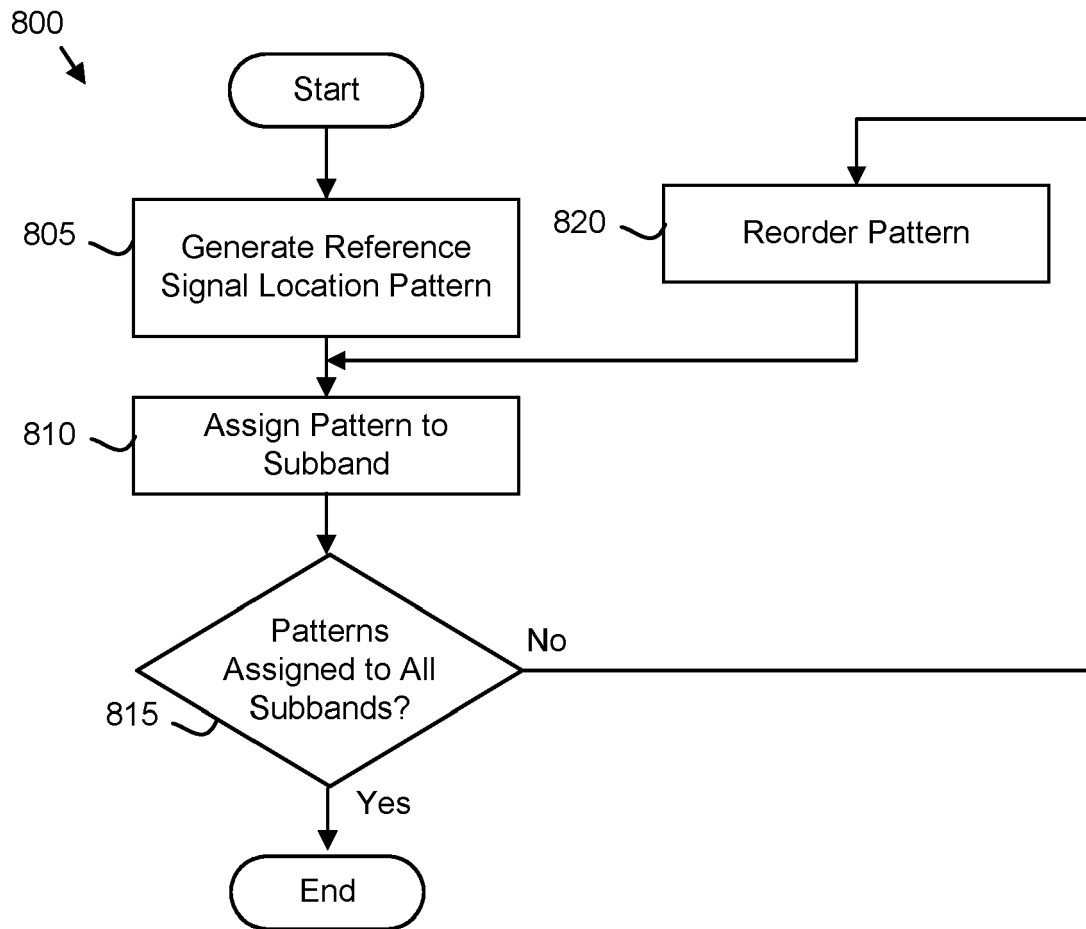 800
Start
805
Generate Reference
Signal Location Pattern
820
Reorder Pattern
810
Assign Pattern to
Subband
Patterns
Assigned to All
Subbands?
815
No
Yes
End